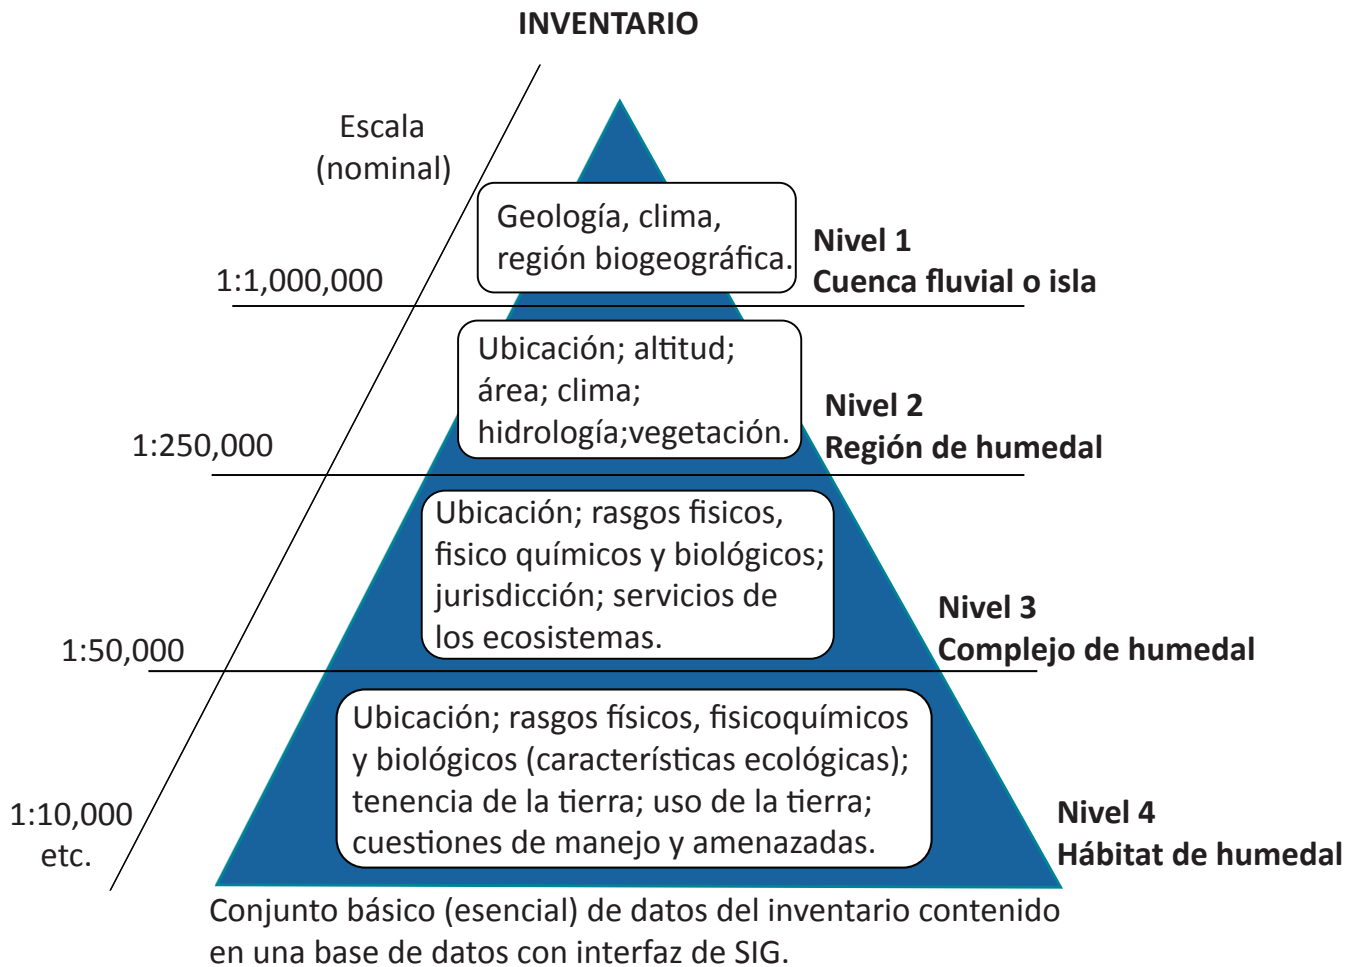 INVENTARIO
Escala
(nominal)
Geología, clima,
región biogeográfica.
Nivel 1
Cuenca fluvial o isla
1:1,000,000
Ubicación; altitud;
área; clima;
hidrología;vegetación.
Nivel 2
Región de humedal
1:250,000
Ubicación; rasgos fisicos,
fisico químicos y biológicos;
jurisdicción; servicios de
los ecosistemas.
Nivel 3
Complejo de humedal
1:50,000
Ubicación; rasgos físicos, fisicoquímicos
y biológicos (características ecológicas);
tenencia de la tierra; uso de la tierra;
cuestiones de manejo y amenazadas.
Nivel 4
Hábitat de humedal
1:10,000
etc.
Conjunto básico (esencial) de datos del inventario contenido
en una base de datos con interfaz de SIG.